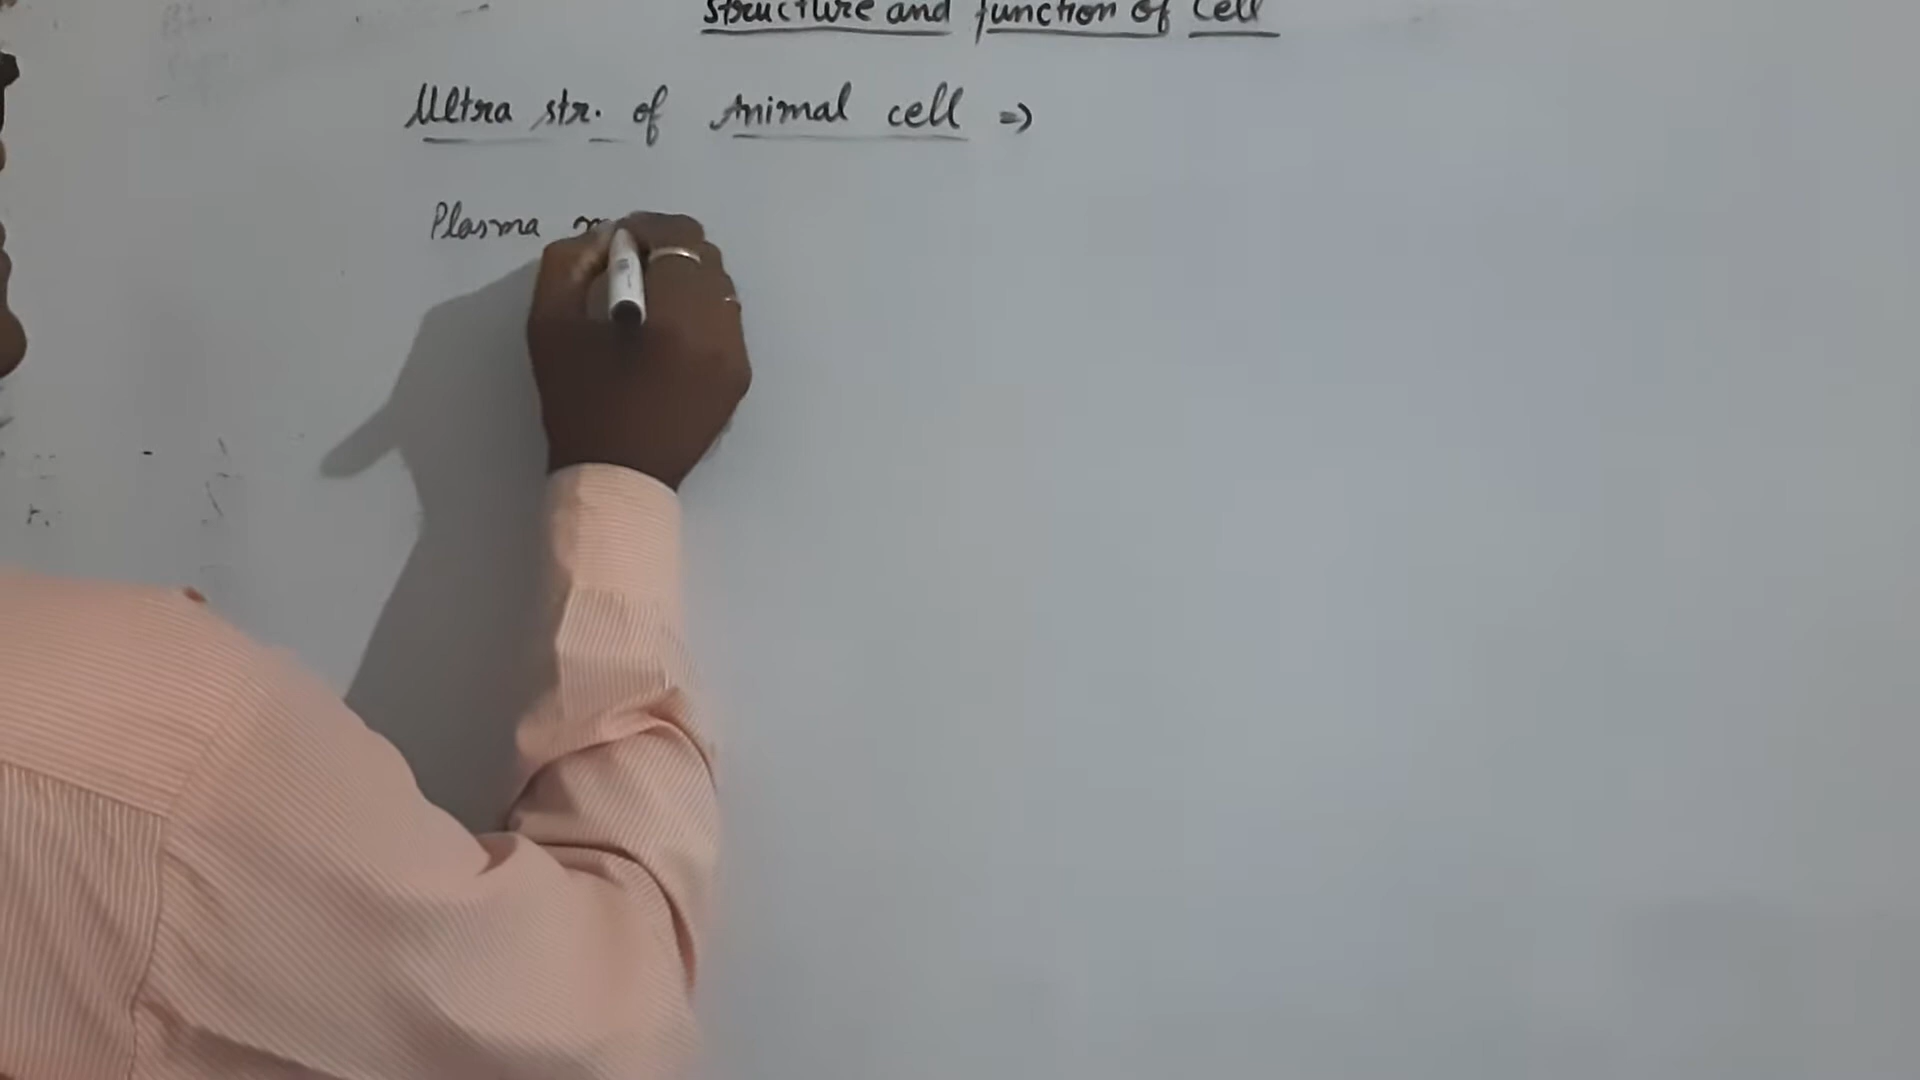 Structure and function of Cell
Ultra str. of Animal cell =>
Plasma m